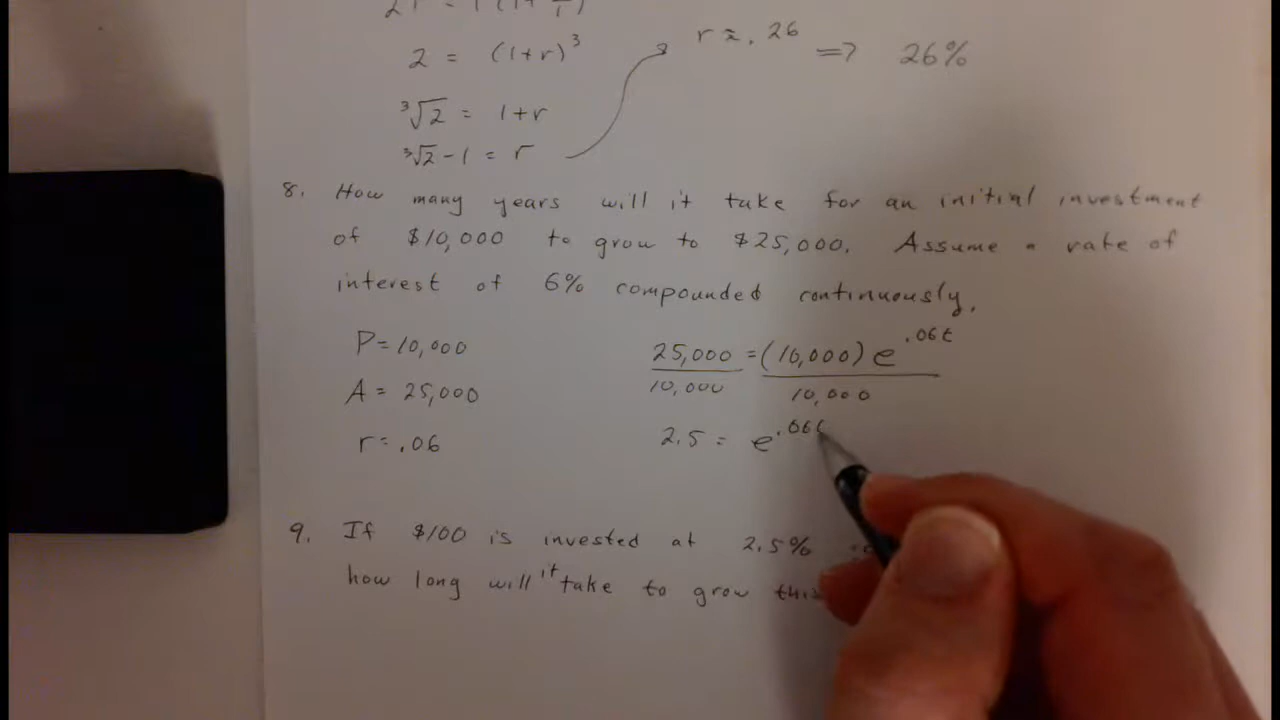 2 = (1+r)^3
r ≈ .26 => 26%
∛2 = 1+r
∛2 - 1 = r
8. How many years will it take for an initial investment
of $10,000 to grow to $25,000. Assume a rate of
interest of 6% compounded continuously.
P = 10,000
A = 25,000
r = .06
25,000 = (10,000) e^.06t
10,000 10,000
2.5 = e^.06t
9. If $100 is invested at 2.5%
how long will it take to grow this